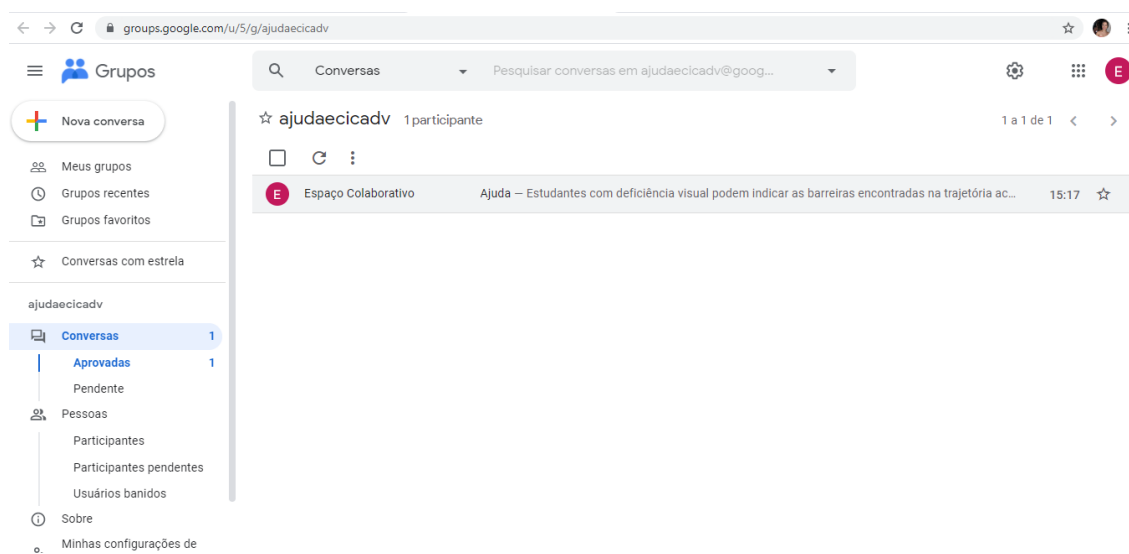 groups.google.com/u/5/g/ajudaecicadv
Grupos
Conversas
Pesquisar conversas em ajudaecicadv@goog...
E
Nova conversa
ajudaecicadv 1 participante
1 a 1 de 1
Meus grupos
Grupos recentes
Grupos favoritos
E Espaço Colaborativo Ajuda – Estudantes com deficiência visual podem indicar as barreiras encontradas na trajetória ac... 15:17
Conversas com estrela
ajudaecicadv
Conversas 1
Aprovadas 1
Pendente
Pessoas
Participantes
Participantes pendentes
Usuários banidos
Sobre
Minhas configurações de